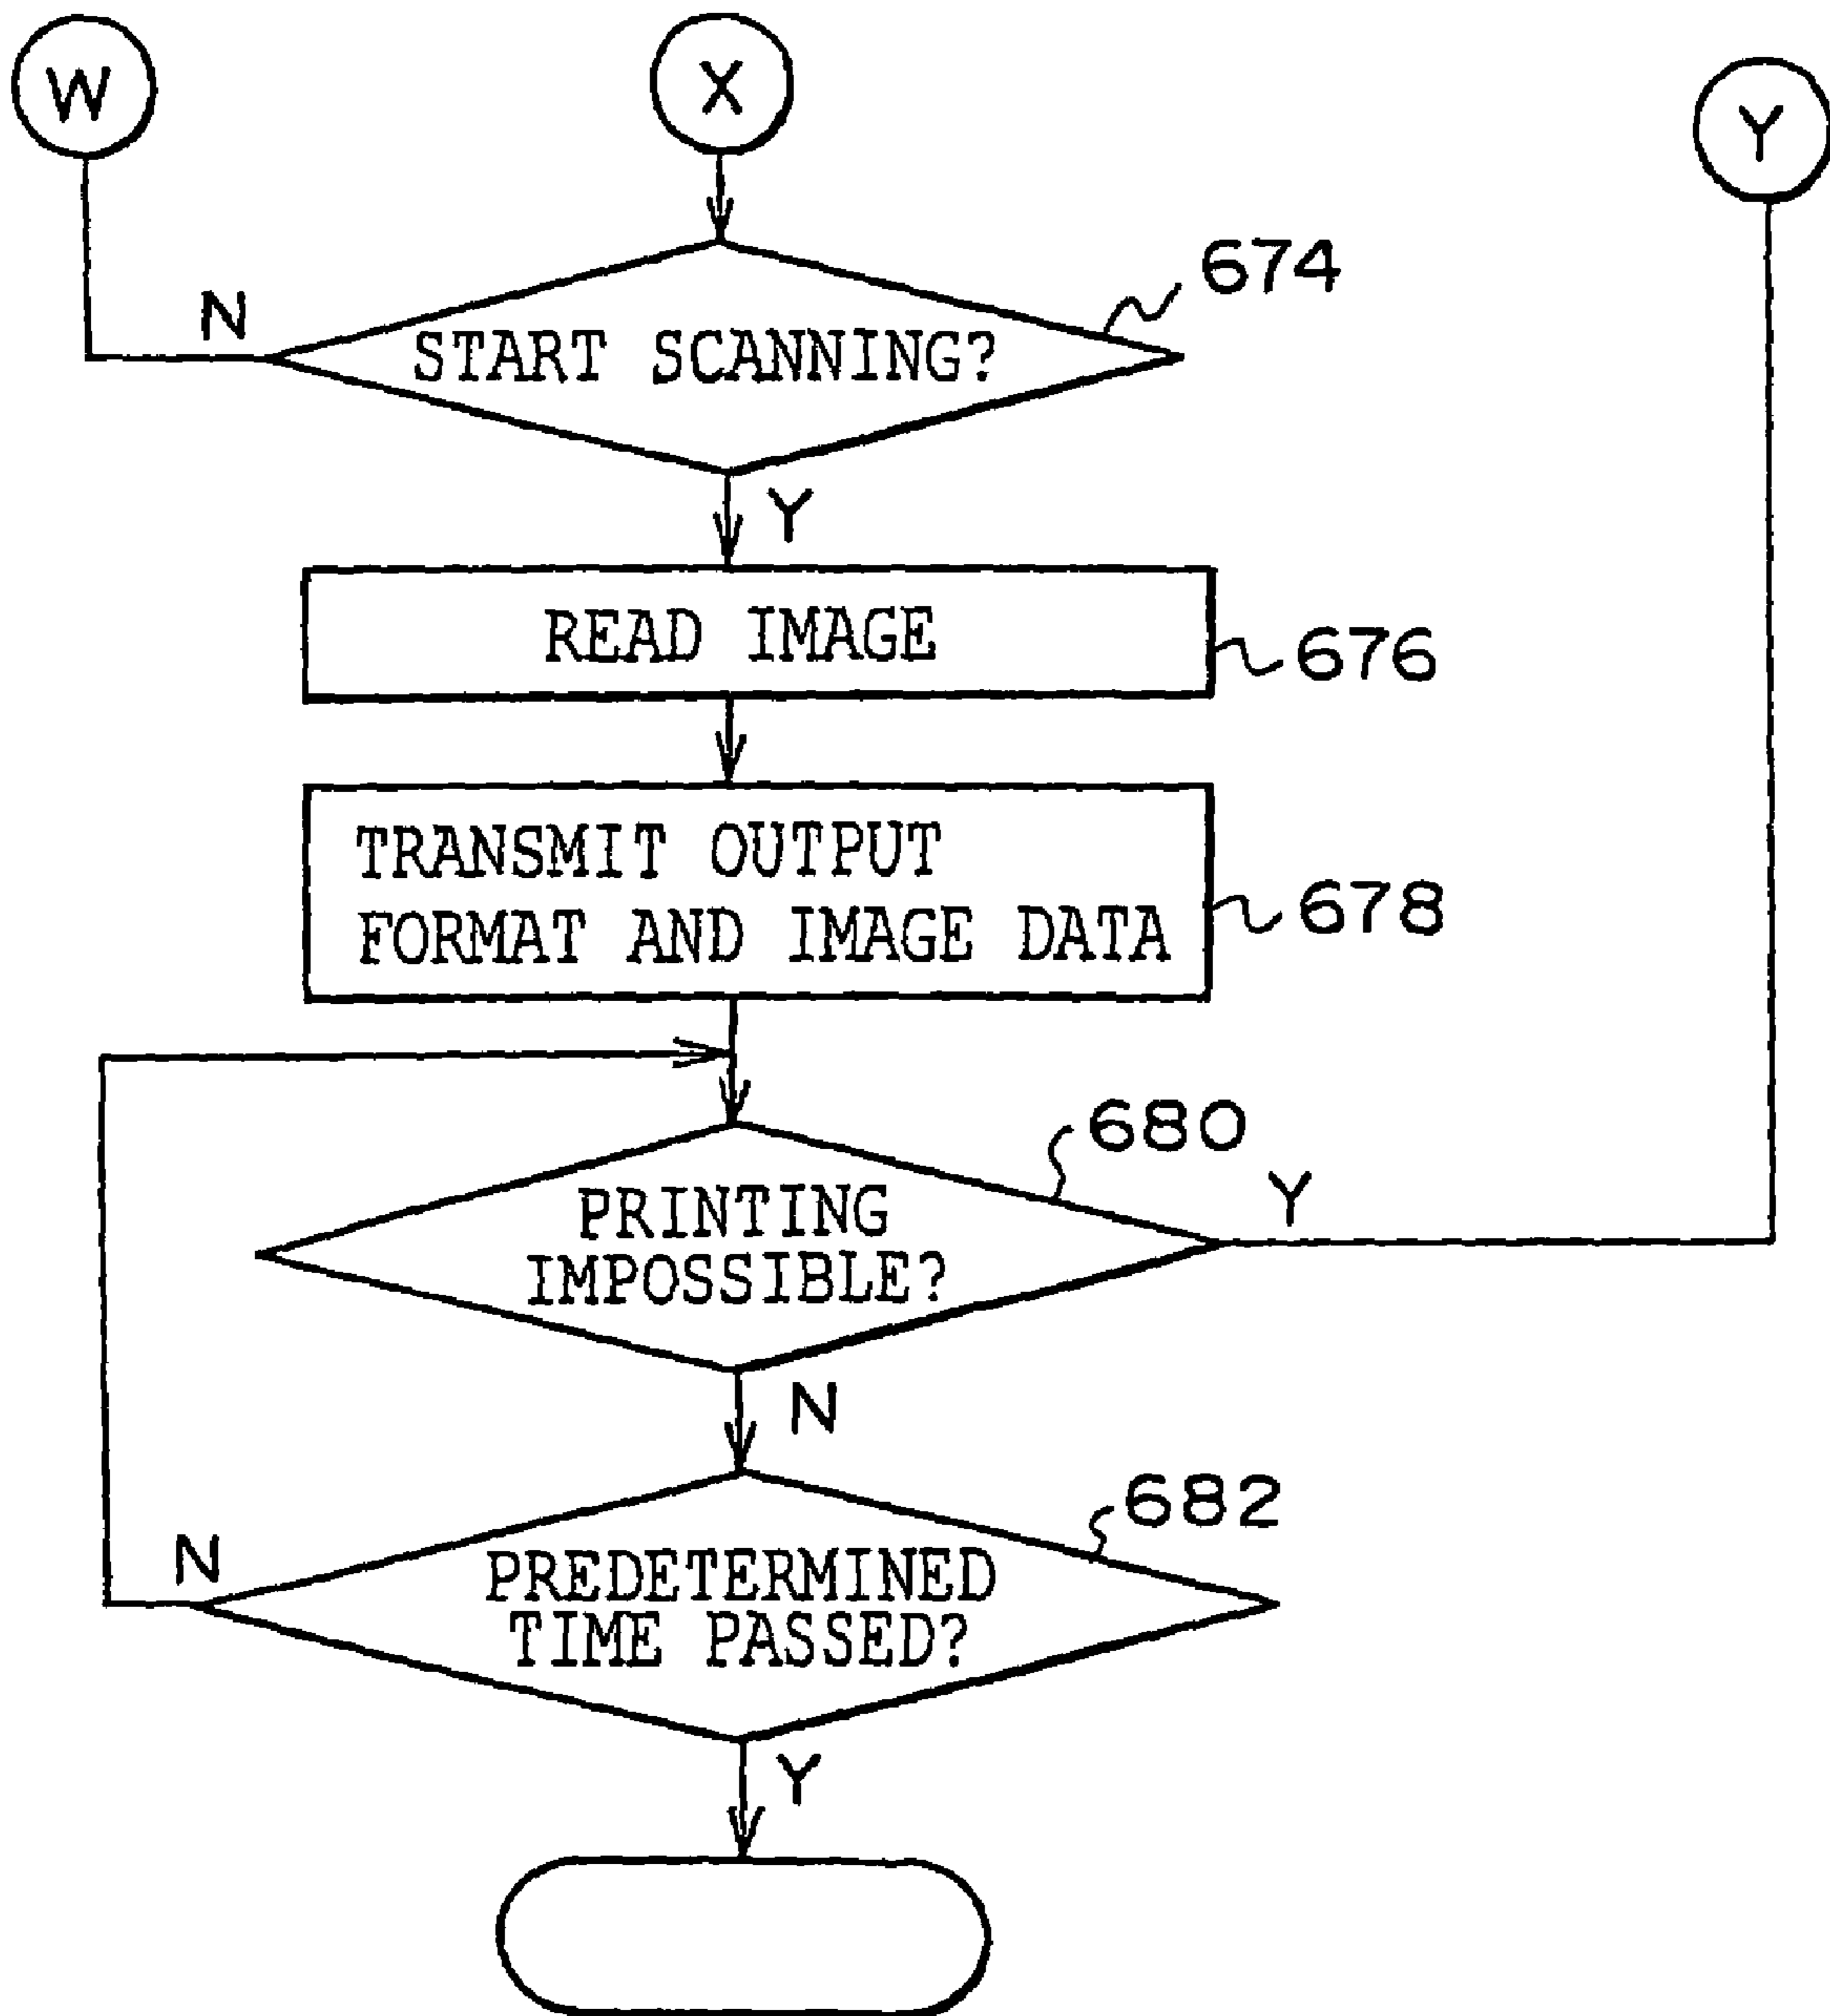 W
X
Y
674
N
START SCANNING?
Y
READ IMAGE
676
TRANSMIT OUTPUT
FORMAT AND IMAGE DATA
678
680
Y
PRINTING
IMPOSSIBLE?
N
682
N
PREDETERMINED
TIME PASSED?
Y